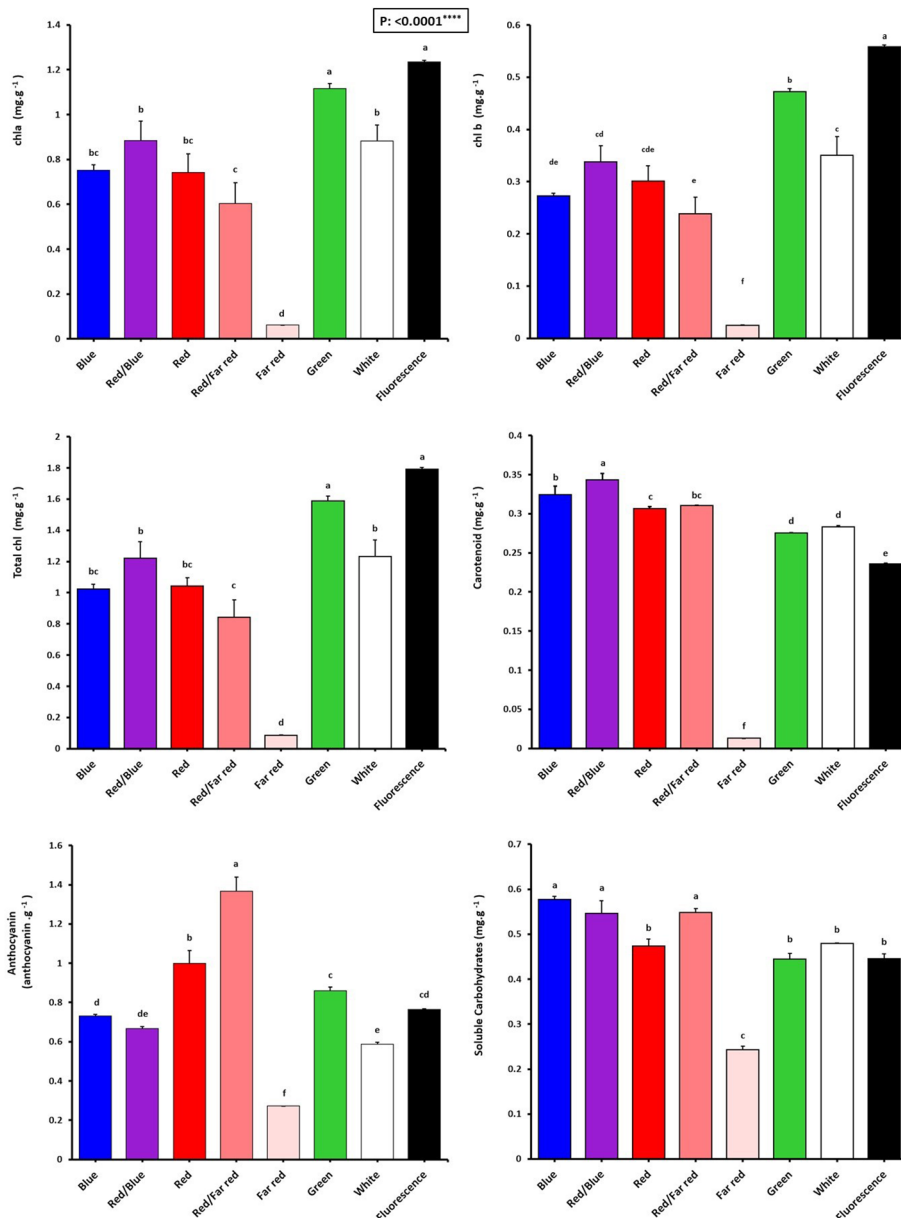 P: <0.0001****
chla (mg.g-1)
1.4
1.2
1
0.8
0.6
0.4
0.2
0
bc
b
bc
c
d
a
b
a
Blue
Red/Blue
Red
Red/Far red
Far red
Green
White
Fluorescence
chl b (mg.g-1)
0.6
0.5
0.4
0.3
0.2
0.1
0
de
cd
cde
e
f
b
c
a
Blue
Red/Blue
Red
Red/Far red
Far red
Green
White
Fluorescence
Total chl (mg.g-1)
2
1.8
1.6
1.4
1.2
1
0.8
0.6
0.4
0.2
0
bc
b
bc
c
d
a
b
a
Blue
Red/Blue
Red
Red/Far red
Far red
Green
White
Fluorescence
Carotenoid (mg.g-1)
0.4
0.35
0.3
0.25
0.2
0.15
0.1
0.05
0
b
a
c
bc
f
d
d
e
Blue
Red/Blue
Red
Red/Far red
Far red
Green
White
Fluorescence
Anthocyanin
(anthocyanin .g-1)
1.6
1.4
1.2
1
0.8
0.6
0.4
0.2
0
d
de
b
a
f
c
e
cd
Blue
Red/Blue
Red
Red/Far red
Far red
Green
White
Fluorescence
Soluble Carbohydrates (mg.g-1)
0.7
0.6
0.5
0.4
0.3
0.2
0.1
0
a
a
b
a
c
b
b
b
Blue
Red/Blue
Red
Red/Far red
Far red
Green
White
Fluorescence